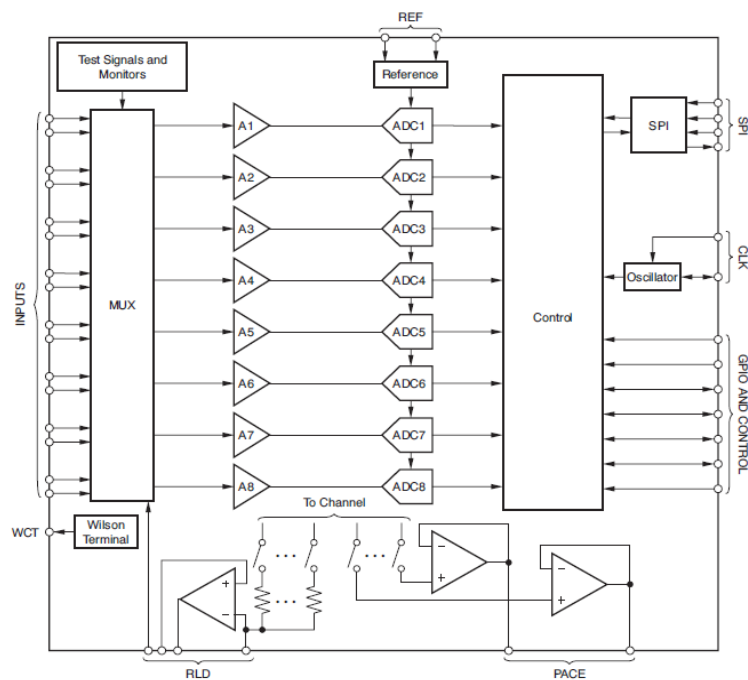 REF
Test Signals and
Monitors
Reference
A1
ADC1
SPI
SPI
A2
ADC2
A3
ADC3
CLK
A4
ADC4
Oscillator
INPUTS
MUX
Control
A5
ADC5
A6
ADC6
GPIO AND CONTROL
A7
ADC7
A8
ADC8
To Channel
WCT
Wilson
Terminal
• • •
• • •
−
+
−
+
• • •
+
−
RLD
PACE